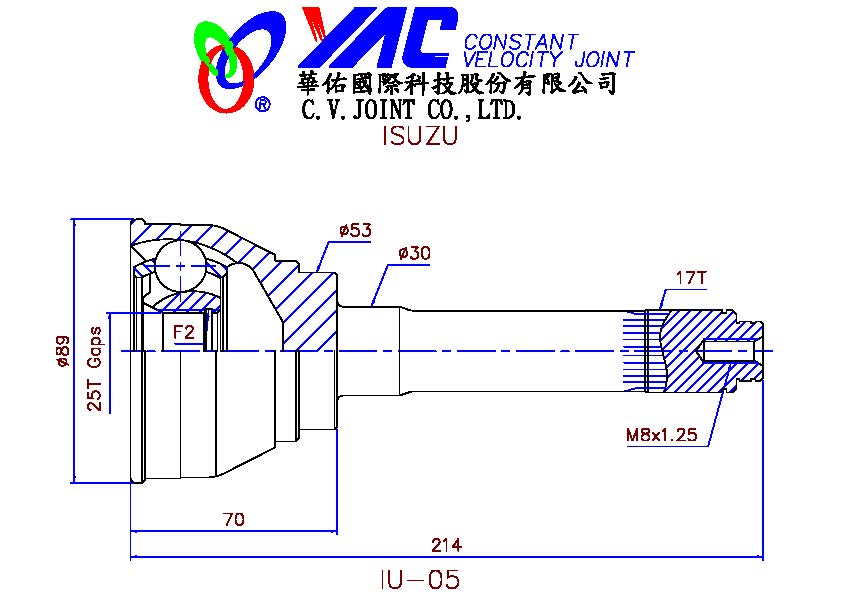 YAC CONSTANT
VELOCITY JOINT
®
華佑國際科技股份有限公司
C.V.JOINT CO.,LTD.
ISUZU
ø53
ø30
17T
F2
ø89
25T Gaps
M8x1.25
70
214
IU-05